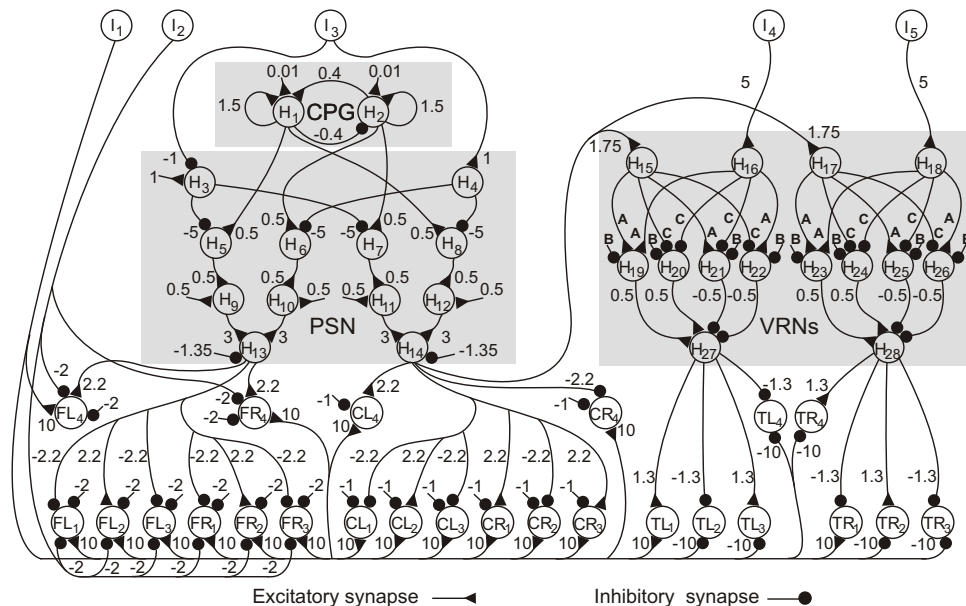 I1 I2 I3 I4 I5
0.01 0.4 0.01
1.5 H1 CPG H2 1.5
-0.4
5 5
1.75 1.75
-1 1
1 H3 H4
H15 H16 H17 H18
0.5 0.5 0.5 0.5
-5 -5 -5 -5
H5 H6 H7 H8
A C C A A C C A
B B C B C B B B C B C B
H19 H20 H21 H22 H23 H24 H25 H26
0.5 0.5 0.5 0.5
0.5 0.5 -0.5 -0.5 0.5 0.5 -0.5 -0.5
0.5 H9 H10 0.5 0.5 H11 H12 0.5
PSN VRNs
3 3 3 3
-1.35 H13 H14 -1.35
H27 H28
-2 2.2 -2 2.2 -2 -1 2.2 -2.2 -1
-1.3 1.3
10 FL4 -2 FR4 10 CL4 10 CR4 10
TL4 TR4
-10 -10
-2.2 2.2 -2.2 -2.2 2.2 -2.2 -2.2 2.2 -2.2 2.2 -2.2 2.2
1.3 -1.3 1.3 -1.3 1.3 -1.3
-2 -2 -2 -2 -2 -2 -1 -1 -1 -1 -1 -1
FL1 FL2 FL3 FR1 FR2 FR3 CL1 CL2 CL3 CR1 CR2 CR3 TL1 TL2 TL3 TR1 TR2 TR3
10 10 10 10 10 10 10 10 10 10 10 10 10 -10 -10 10 -10 -10
-2 -2 -2 -2 -2 -2
Excitatory synapse Inhibitory synapse